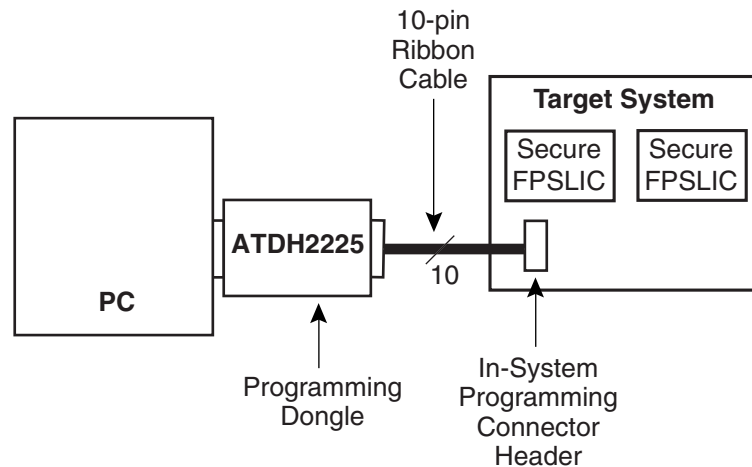 10-pin
Ribbon
Cable
Target System
Secure
FPSLIC
Secure
FPSLIC
ATDH2225
10
PC
Programming
Dongle
In-System
Programming
Connector
Header